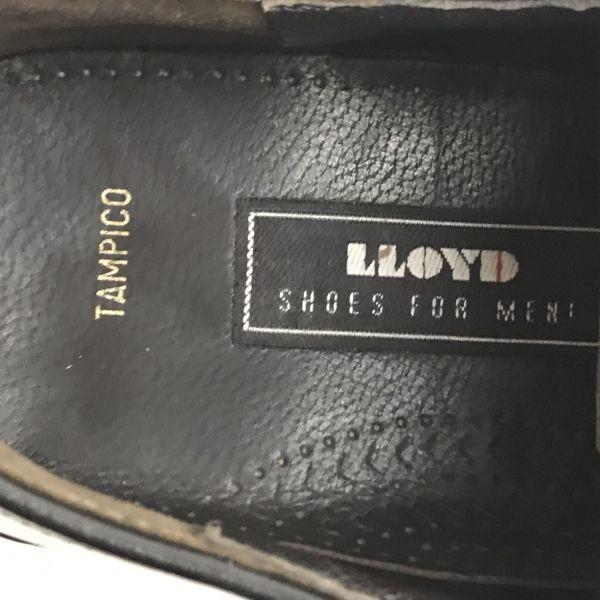 TAMPICO
LLOYD
SHOES FOR MEN